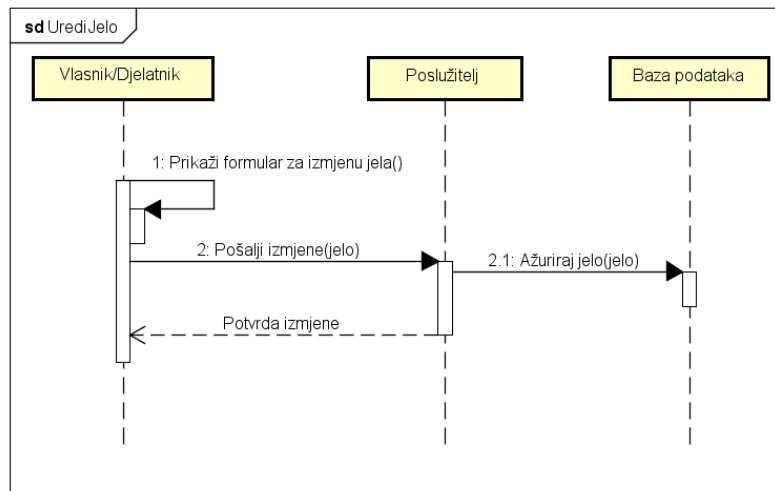 sd UrediJelo
Vlasnik/Djelatnik
Poslužitelj
Baza podataka
1: Prikaži formular za izmjenu jela()
2: Pošalji izmjene(jelo)
2.1: Ažuriraj jelo(jelo)
Potvrda izmjene